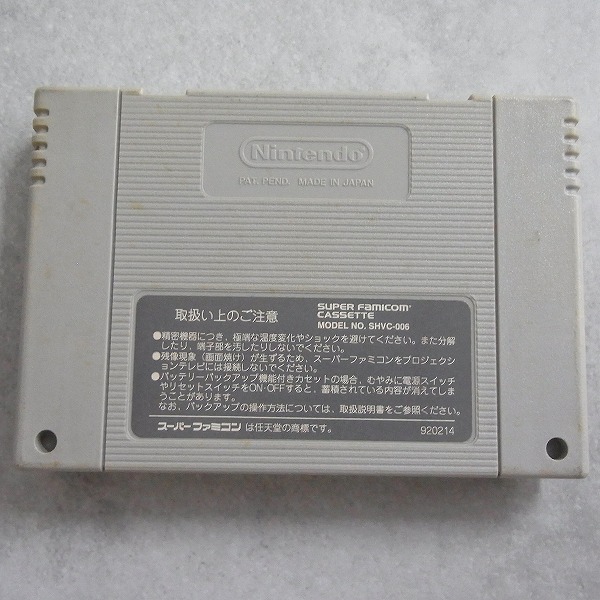 Nintendo
PAT. PEND. MADE IN JAPAN
取扱い上のご注意
SUPER FAMICOM
CASSETTE
MODEL NO. SHVC-006
●精密機器につき、極端な温度変化やショックを避けてください。また分解
したり、端子部を汚したりしないでください。
●残像現象（画面焼け）が生ずるため、スーパーファミコンをプロジェクシ
ョンテレビには接続しないでください。
●バッテリーバックアップ機能付きカセットの場合、むやみに電源スイッチ
やリセットスイッチをON・OFFすると、蓄積されている内容が消えてしま
うことがあります。
なお、バックアップの操作方法については、取扱説明書をご参照ください。
スーパーファミコン は任天堂の商標です。
920214